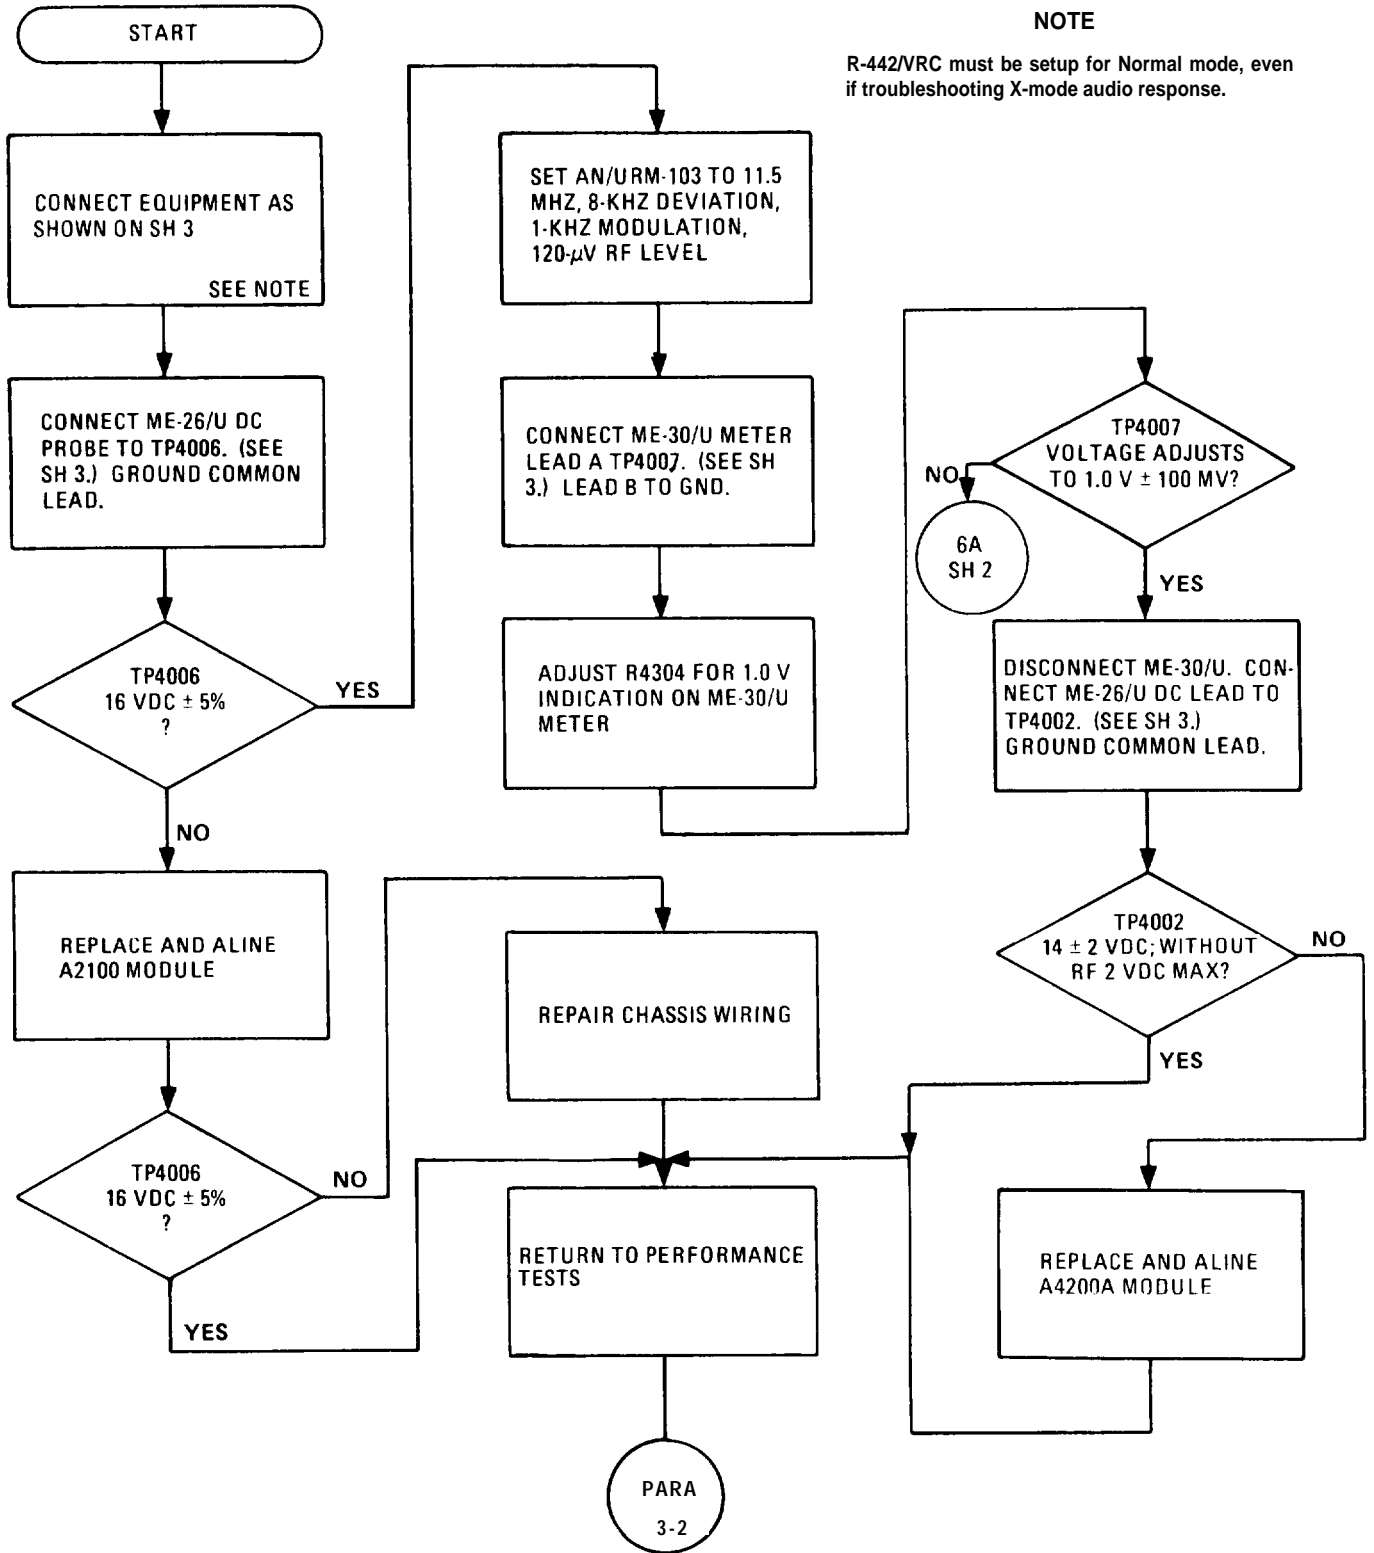 START
CONNECT EQUIPMENT AS
SHOWN ON SH 3
SEE NOTE
CONNECT ME-26/U DC
PROBE TO TP4006. (SEE
SH 3.) GROUND COMMON
LEAD.
TP4006
16 VDC ± 5%
?
YES
NO
REPLACE AND ALINE
A2100 MODULE
TP4006
16 VDC ± 5%
?
NO
YES
SET AN/URM-103 TO 11.5
MHZ, 8-KHZ DEVIATION,
1-KHZ MODULATION,
120-μV RF LEVEL
CONNECT ME-30/U METER
LEAD A TP4007. (SEE SH
3.) LEAD B TO GND.
ADJUST R4304 FOR 1.0 V
INDICATION ON ME-30/U
METER
REPAIR CHASSIS WIRING
RETURN TO PERFORMANCE
TESTS
PARA
3-2
NOTE
R-442/VRC must be setup for Normal mode, even
if troubleshooting X-mode audio response.
TP4007
VOLTAGE ADJUSTS
TO 1.0 V ± 100 MV?
NO
6A
SH 2
YES
DISCONNECT ME-30/U. CON-
NECT ME-26/U DC LEAD TO
TP4002. (SEE SH 3.)
GROUND COMMON LEAD.
TP4002
14 ± 2 VDC; WITHOUT
RF 2 VDC MAX?
NO
YES
REPLACE AND ALINE
A4200A MODULE